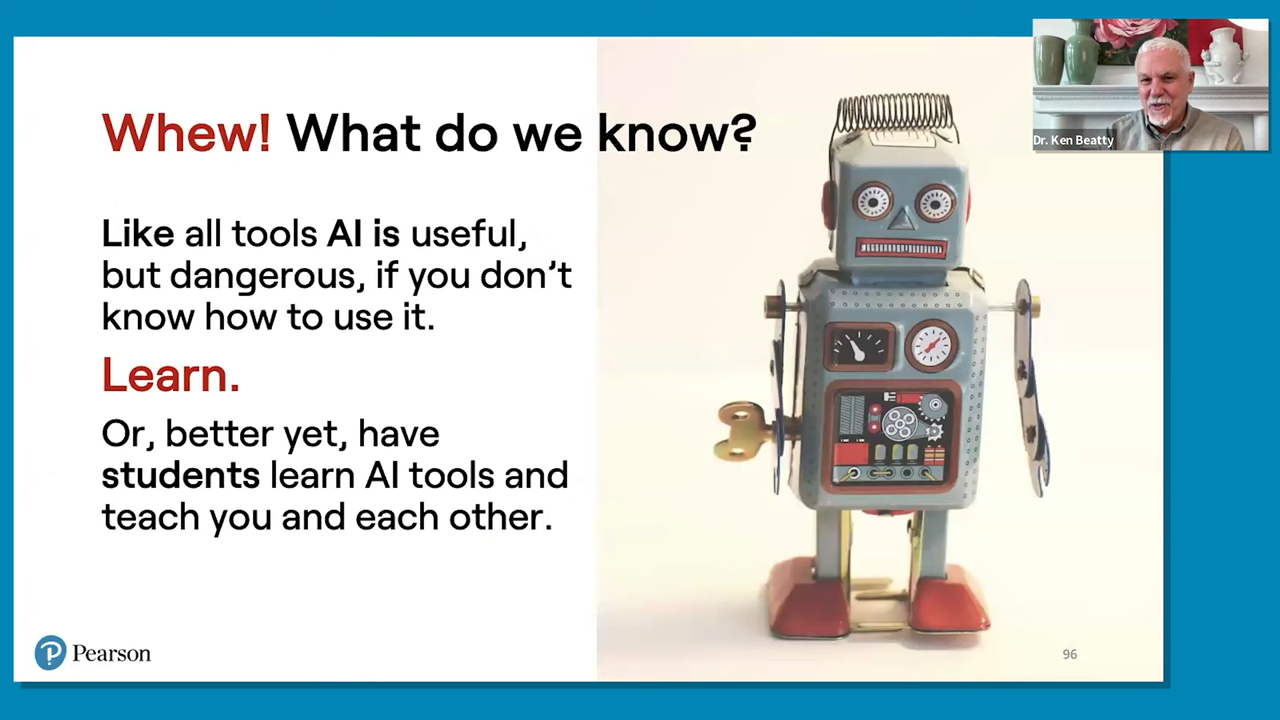 Whew! What do we know?
Like all tools AI is useful,
but dangerous, if you don't
know how to use it.
Learn.
Or, better yet, have
students learn AI tools and
teach you and each other.
Pearson
96
Dr. Ken Beatty